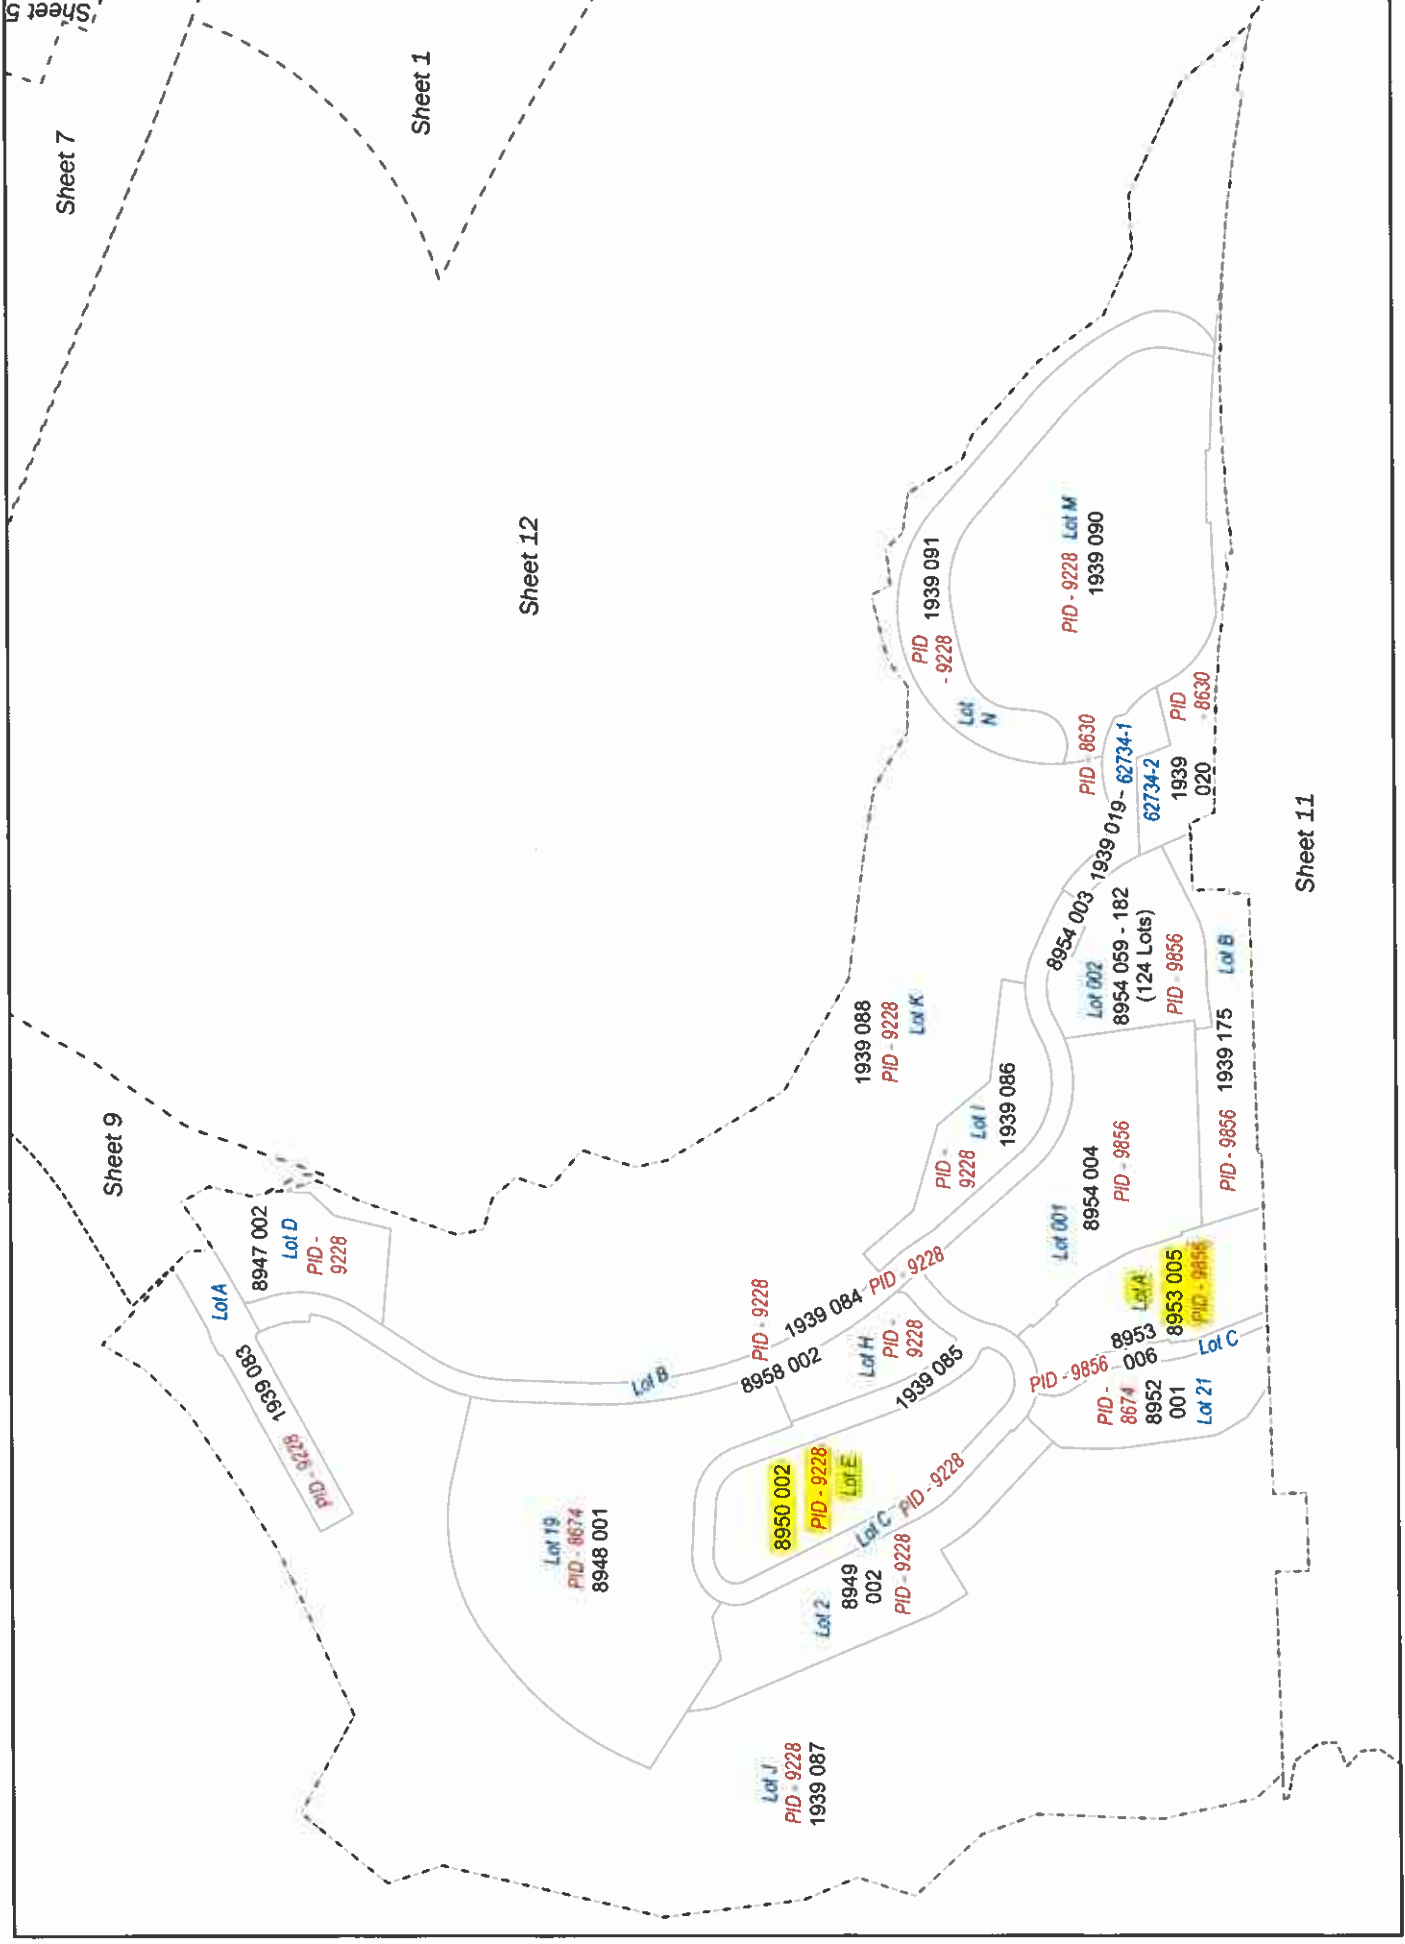 Sheet 5
Sheet 7
Sheet 1
Sheet 12
Sheet 9
Lot A
1939 083
PID - 9228
8947 002
Lot D
PID -
9228
Lot B
PID - 9228
8958 002
1939 084
PID - 9228
Lot 19
PID - 8674
8948 001
Lot J
PID - 9228
1939 087
8950 002
PID - 9228
Lot E
Lot 2
8949
002
PID - 9228
Lot C
PID - 9228
Lot H
PID -
9228
1939 085
1939 088
PID - 9228
Lot K
PID -
9228
Lot I
1939 086
PID
- 9228
1939 091
Lot
N
PID - 9228 Lot M
1939 090
PID - 8630
1939 019 - 62734-1
62734-2
1939
020
PID
- 8630
8954 003
Lot 002
8954 059 - 182
(124 Lots)
PID - 9856
Lot 001
8954 004
PID - 9856
PID - 9856 1939 175
Lot B
Lot A
8953 005
PID - 9856
PID - 9856
8953
006
Lot C
PID -
8674
8952
001
Lot 21
Sheet 11